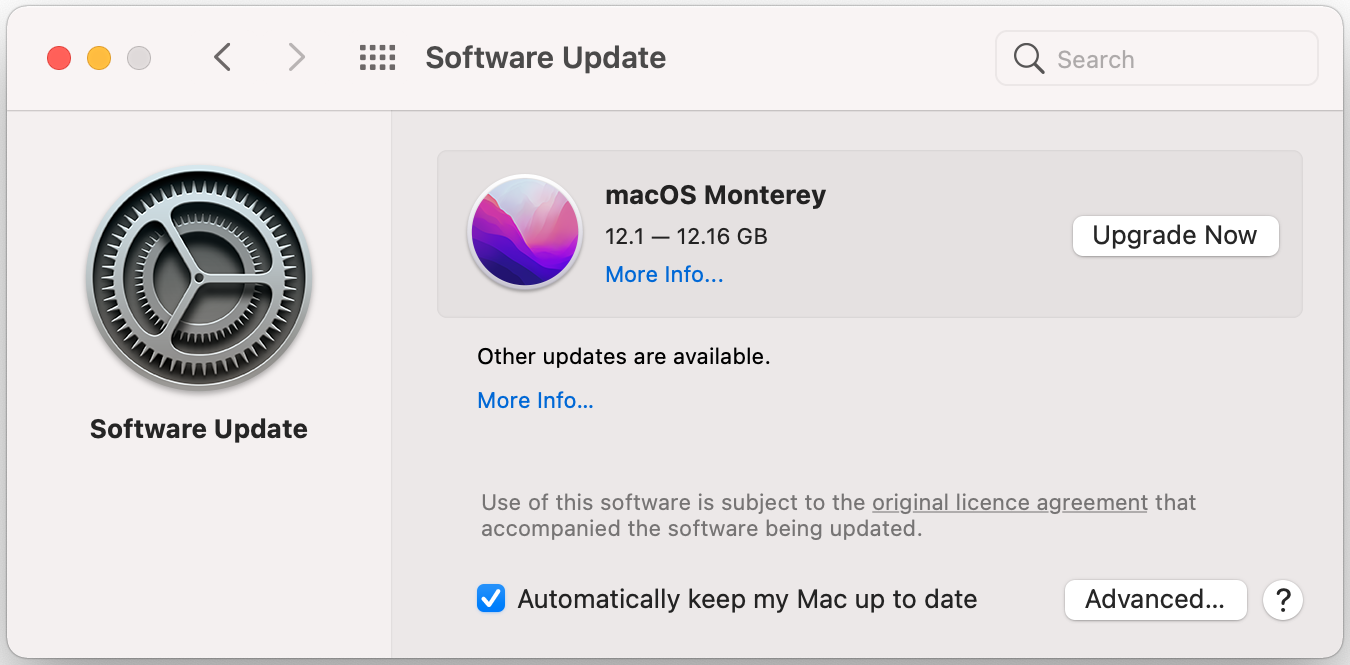 Software Update
Search
Software Update
macOS Monterey
12.1 — 12.16 GB
More Info...
Upgrade Now
Other updates are available.
More Info...
Use of this software is subject to the original licence agreement that
accompanied the software being updated.
Automatically keep my Mac up to date
Advanced...
?